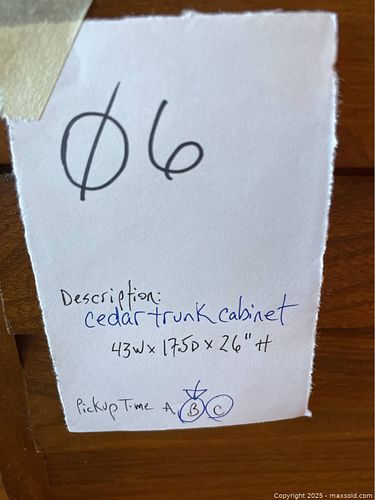 Ø6
Description:
cedar trunk cabinet
43W x 17.5D x 26" H
Pickup Time A, B C
Copyright 2025 - maxsold.com